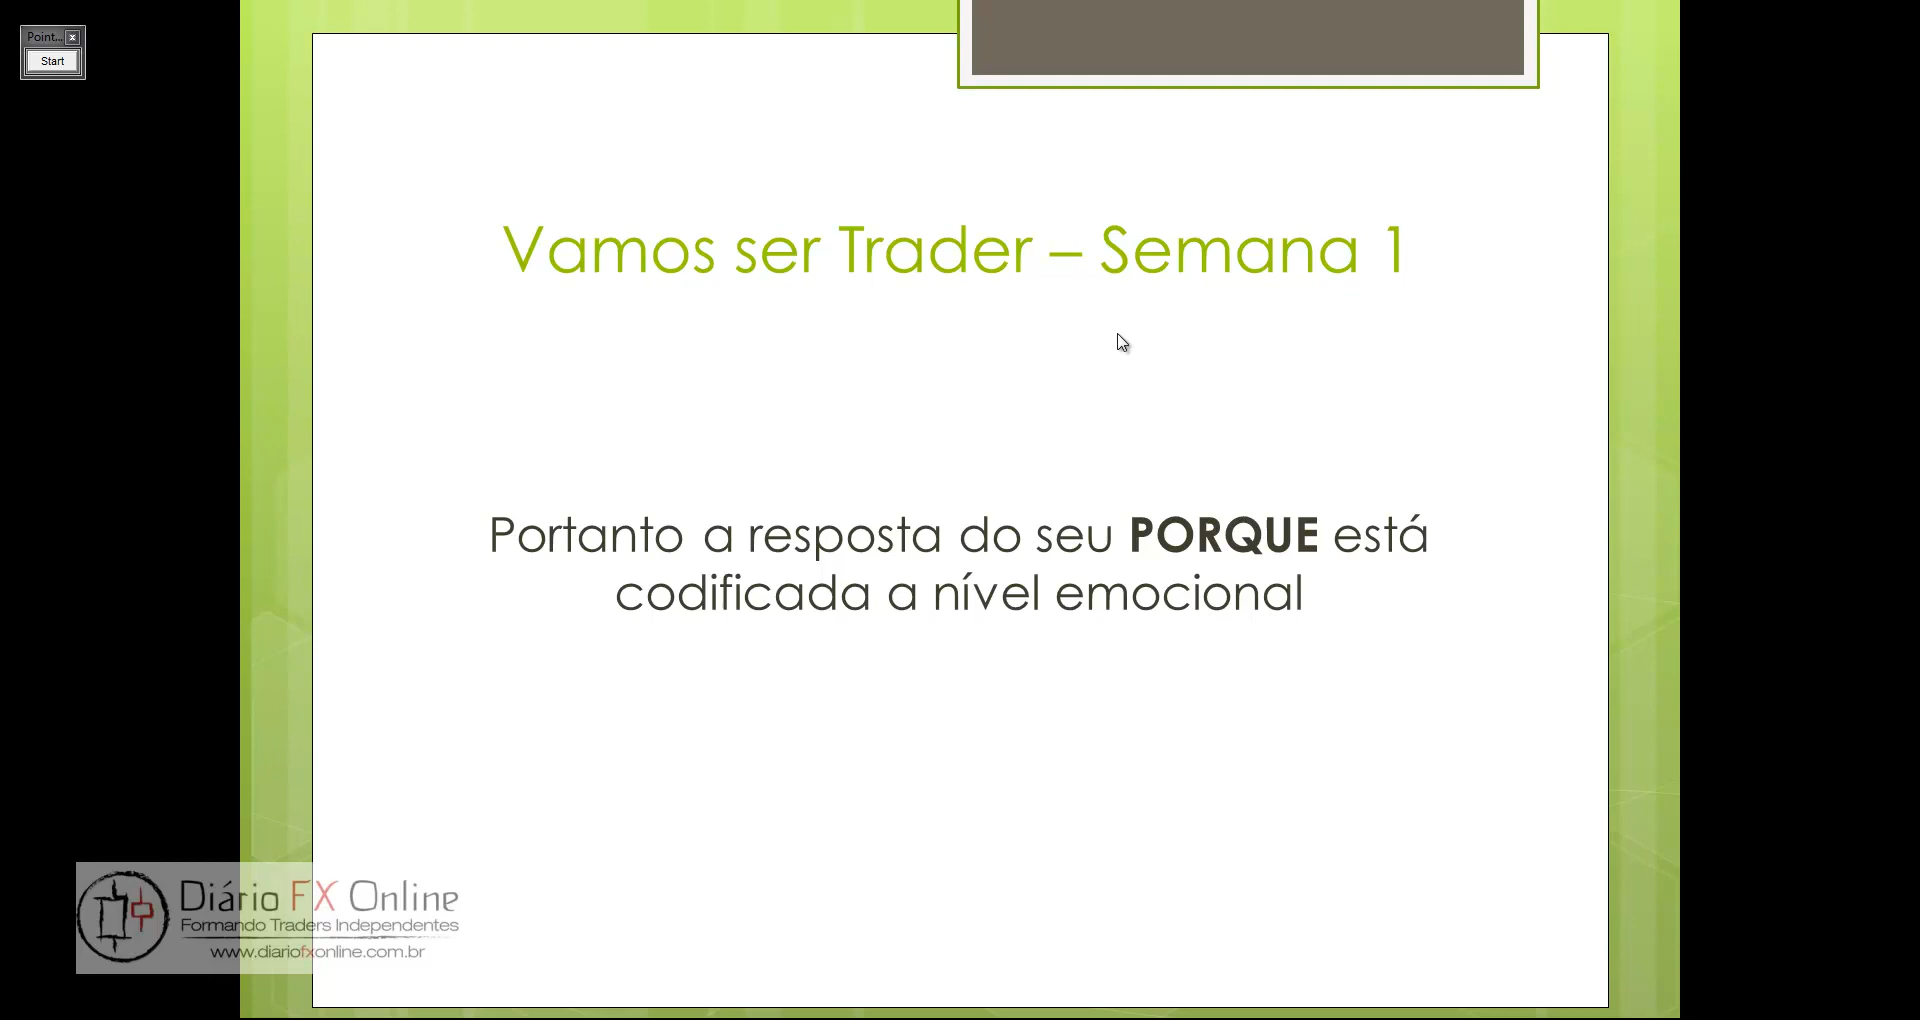 Point...
Start
Vamos ser Trader – Semana 1
Portanto a resposta do seu PORQUE está
codificada a nível emocional
Diário FX Online
Formando Traders Independentes
www.diariofxonline.com.br